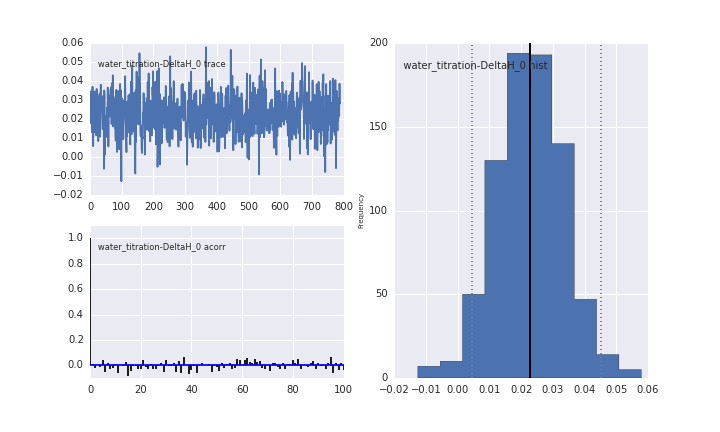 0.06
0.05
0.04
0.03
0.02
0.01
0.00
−0.01
−0.02
water_titration-DeltaH_0 trace
0 100 200 300 400 500 600 700 800
1.0
0.8
0.6
0.4
0.2
0.0
water_titration-DeltaH_0 acorr
0 20 40 60 80 100
200
150
100
50
0
Frequency
water_titration-DeltaH_0 hist
−0.02 −0.01 0.00 0.01 0.02 0.03 0.04 0.05 0.06